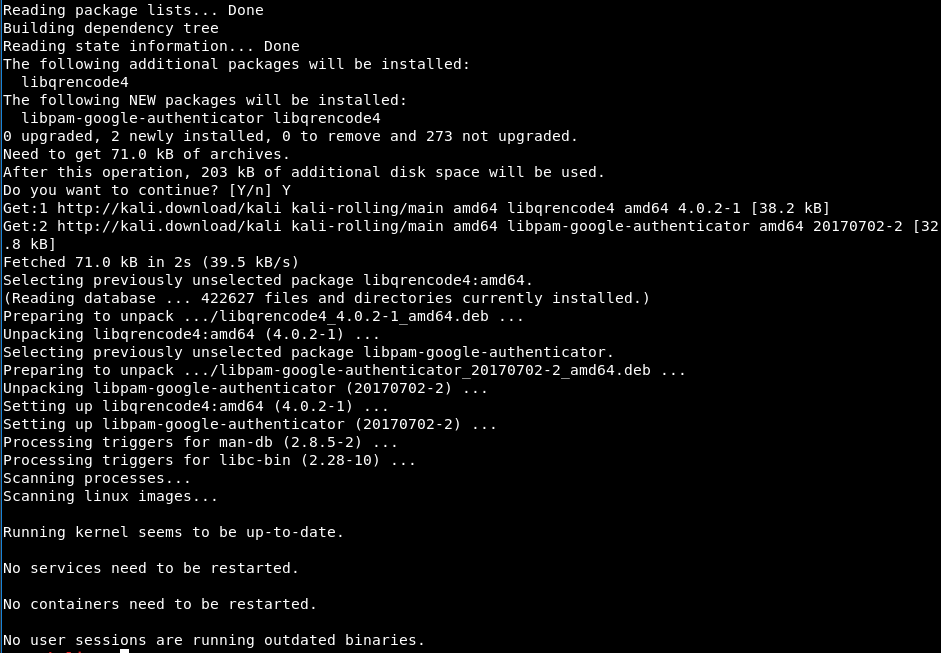 Reading package lists... Done
Building dependency tree
Reading state information... Done
The following additional packages will be installed:
  libqrencode4
The following NEW packages will be installed:
  libpam-google-authenticator libqrencode4
0 upgraded, 2 newly installed, 0 to remove and 273 not upgraded.
Need to get 71.0 kB of archives.
After this operation, 203 kB of additional disk space will be used.
Do you want to continue? [Y/n] Y
Get:1 http://kali.download/kali kali-rolling/main amd64 libqrencode4 amd64 4.0.2-1 [38.2 kB]
Get:2 http://kali.download/kali kali-rolling/main amd64 libpam-google-authenticator amd64 20170702-2 [32
.8 kB]
Fetched 71.0 kB in 2s (39.5 kB/s)
Selecting previously unselected package libqrencode4:amd64.
(Reading database ... 422627 files and directories currently installed.)
Preparing to unpack .../libqrencode4_4.0.2-1_amd64.deb ...
Unpacking libqrencode4:amd64 (4.0.2-1) ...
Selecting previously unselected package libpam-google-authenticator.
Preparing to unpack .../libpam-google-authenticator_20170702-2_amd64.deb ...
Unpacking libpam-google-authenticator (20170702-2) ...
Setting up libqrencode4:amd64 (4.0.2-1) ...
Setting up libpam-google-authenticator (20170702-2) ...
Processing triggers for man-db (2.8.5-2) ...
Processing triggers for libc-bin (2.28-10) ...
Scanning processes...
Scanning linux images...
Running kernel seems to be up-to-date.
No services need to be restarted.
No containers need to be restarted.
No user sessions are running outdated binaries.